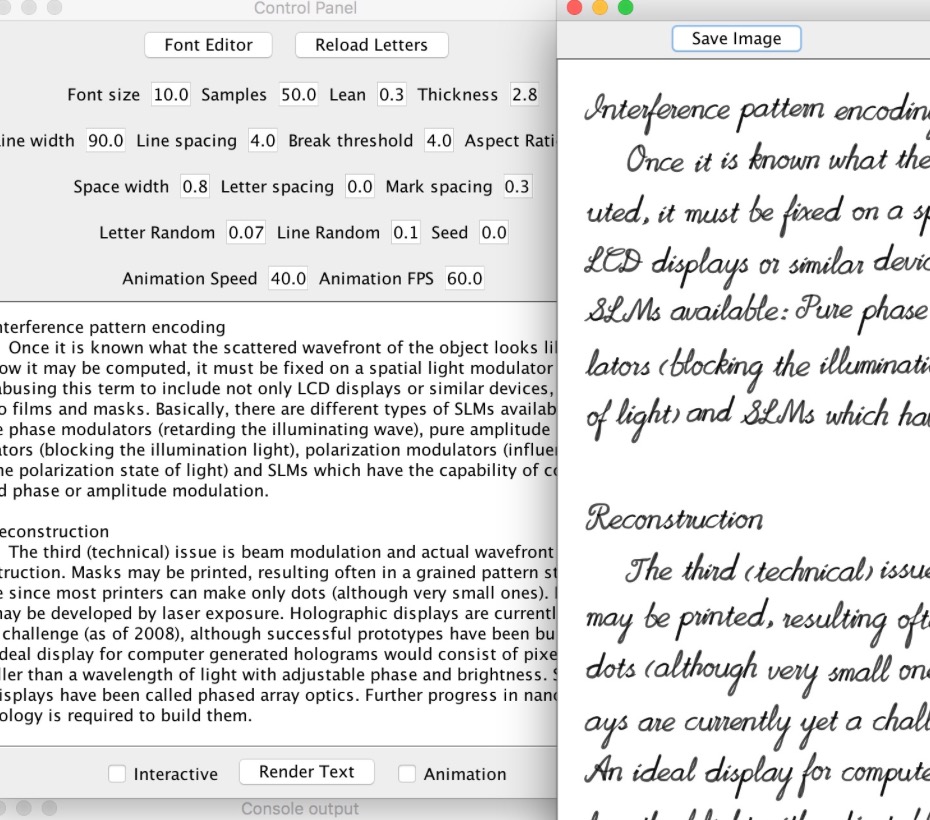 Control Panel
Font Editor Reload Letters
Font size 10.0 Samples 50.0 Lean 0.3 Thickness 2.8
ine width 90.0 Line spacing 4.0 Break threshold 4.0 Aspect Rati
Space width 0.8 Letter spacing 0.0 Mark spacing 0.3
Letter Random 0.07 Line Random 0.1 Seed 0.0
Animation Speed 40.0 Animation FPS 60.0
nterference pattern encoding
Once it is known what the scattered wavefront of the object looks li
ow it may be computed, it must be fixed on a spatial light modulator
abusing this term to include not only LCD displays or similar devices,
o films and masks. Basically, there are different types of SLMs availab
e phase modulators (retarding the illuminating wave), pure amplitude
ators (blocking the illumination light), polarization modulators (influe
he polarization state of light) and SLMs which have the capability of c
d phase or amplitude modulation.
econstruction
The third (technical) issue is beam modulation and actual wavefront
truction. Masks may be printed, resulting often in a grained pattern st
e since most printers can make only dots (although very small ones).
may be developed by laser exposure. Holographic displays are currentl
challenge (as of 2008), although successful prototypes have been bu
deal display for computer generated holograms would consist of pixe
ller than a wavelength of light with adjustable phase and brightness. S
isplays have been called phased array optics. Further progress in nan
ology is required to build them.
Interactive Render Text Animation
Console output
Save Image
Interference pattern encodin
Once it is known what the
uted, it must be fixed on a sp
LCD displays or similar devic
SLMs available: Pure phase
lators (blocking the illuminati
of light) and SLMs which ha
Reconstruction
The third (technical) issue
may be printed, resulting oft
dots (although very small one
ays are currently yet a chall
An ideal display for compute